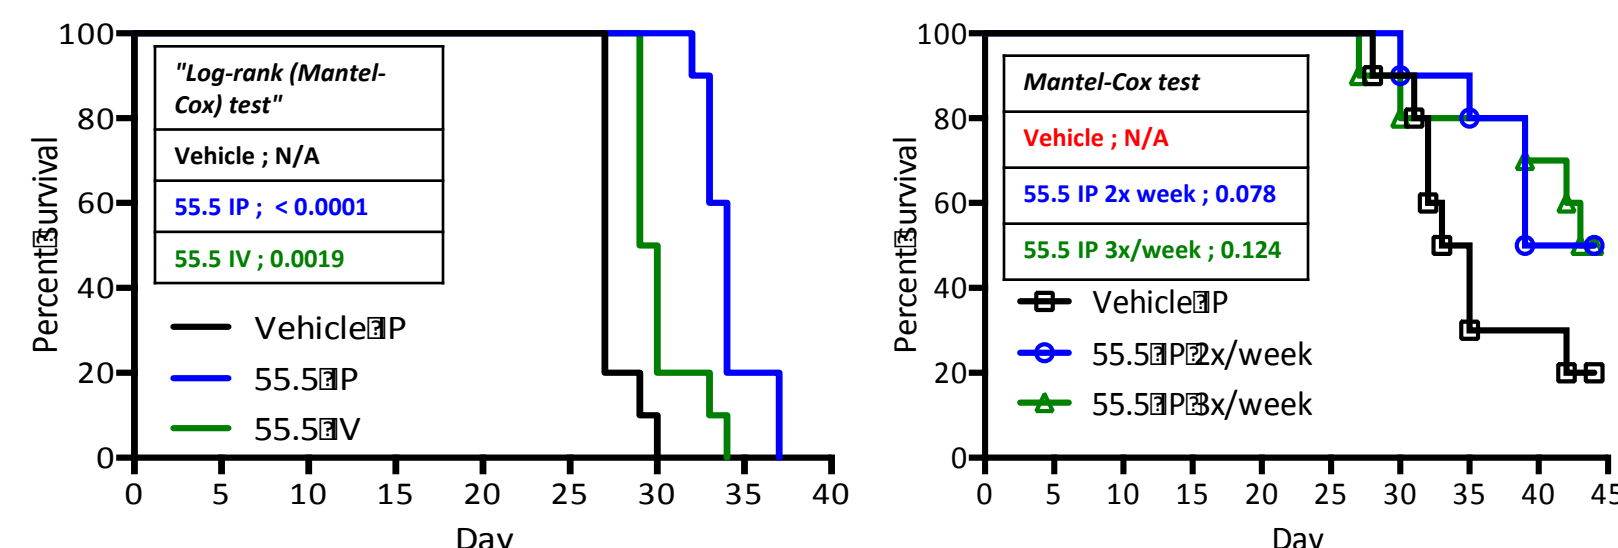 100
80
60
40
20
0
Percent⍰survival
"Log-rank (Mantel-
Cox) test"
Vehicle ; N/A
55.5 IP ; < 0.0001
55.5 IV ; 0.0019
Vehicle⍰IP
55.5⍰IP
55.5⍰IV
0 5 10 15 20 25 30 35 40
Day
100
80
60
40
20
0
Percent⍰survival
Mantel-Cox test
Vehicle ; N/A
55.5 IP 2x week ; 0.078
55.5 IP 3x/week ; 0.124
Vehicle⍰IP
55.5⍰IP⍰2x/week
55.5⍰IP⍰3x/week
0 5 10 15 20 25 30 35 40 45
Day